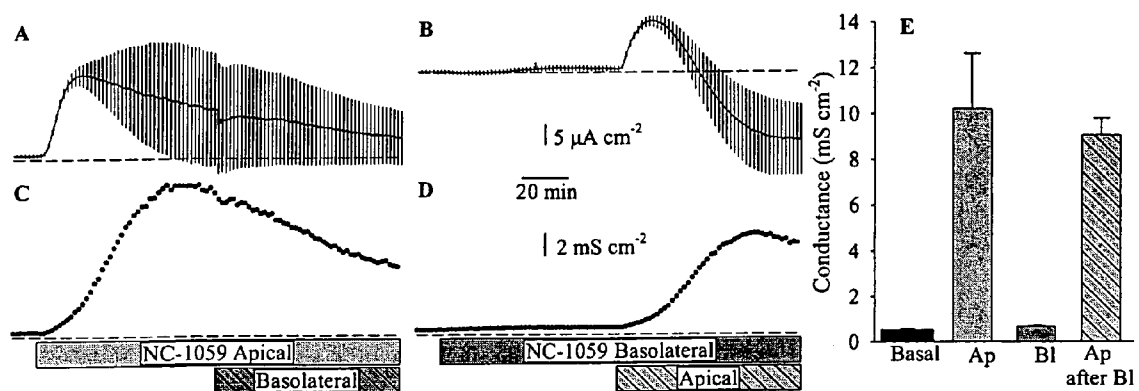 A
B
5 µA cm-2
20 min
C
D
2 mS cm-2
NC-1059 Apical
Basolateral
NC-1059 Basolateral
Apical
E
Conductance (mS cm-2)
14
12
10
8
6
4
2
0
Basal
Ap
Bl
Ap
after Bl